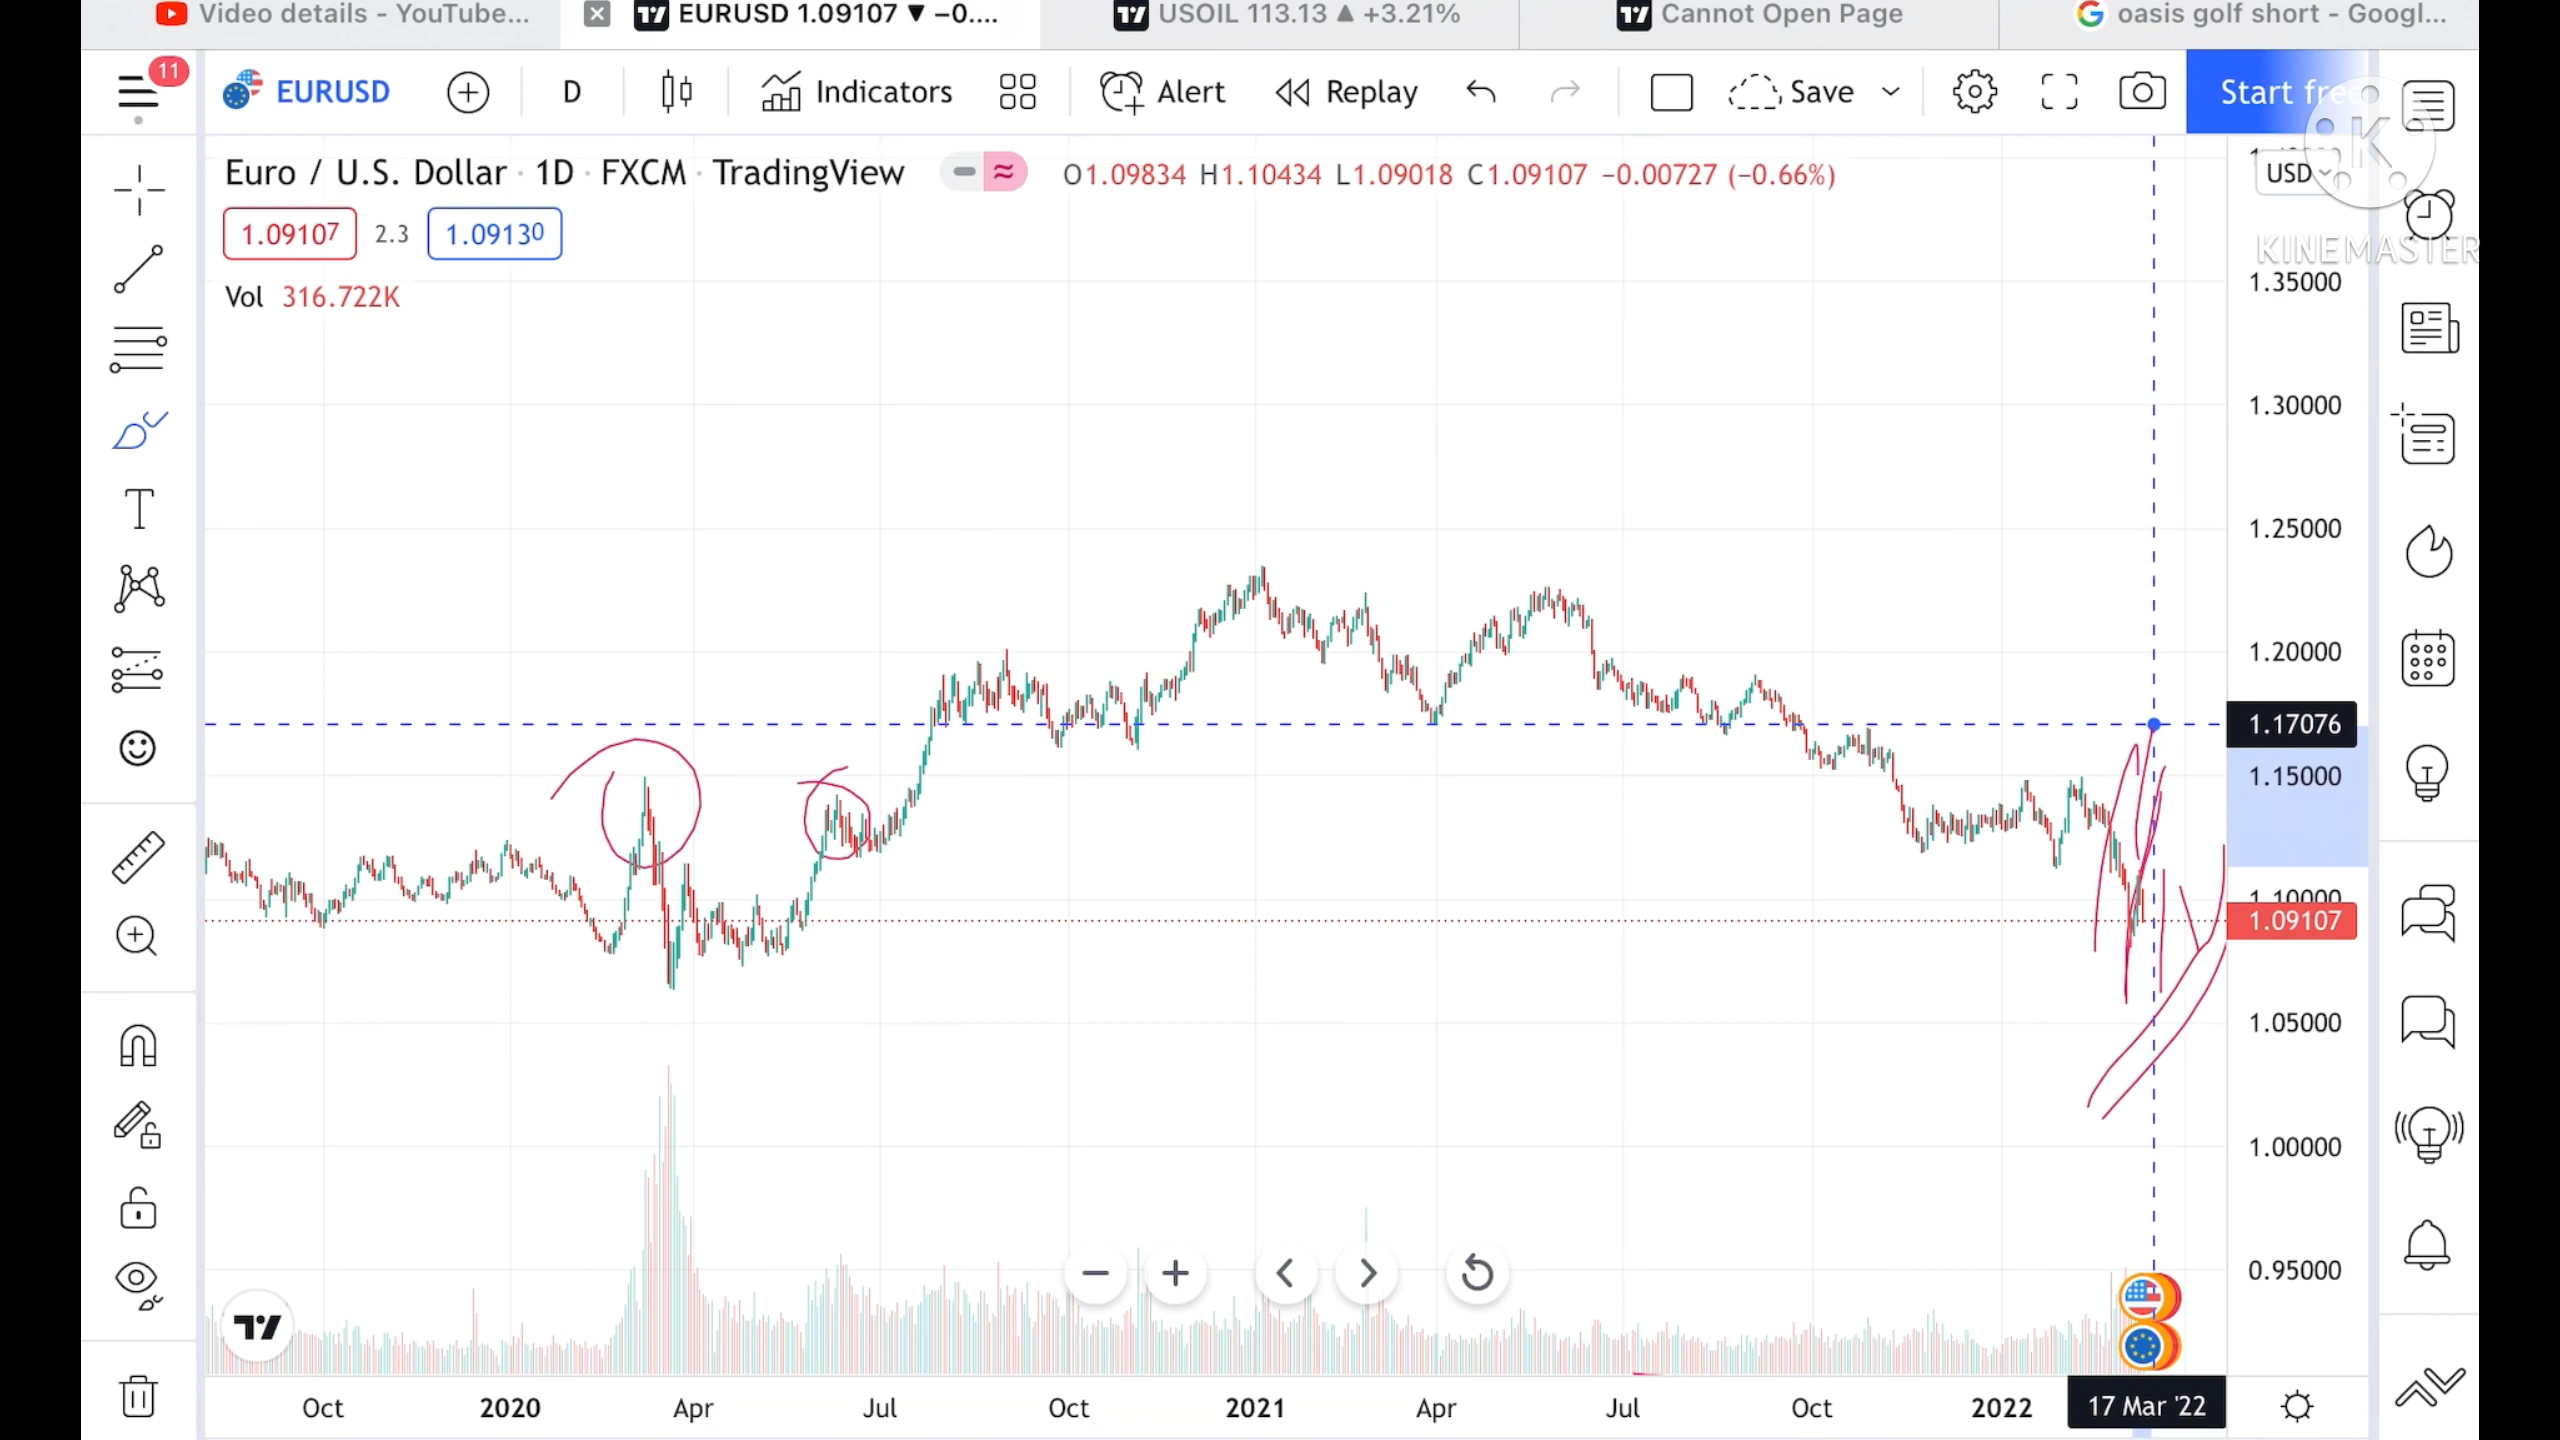 Video details - YouTube...
EURUSD 1.09107 ▼ −0....
USOIL 113.13 ▲ +3.21%
Cannot Open Page
oasis golf short - Googl...
11
EURUSD
D
Indicators
Alert
Replay
Save
Start free
Euro / U.S. Dollar · 1D · FXCM · TradingView
O1.09834 H1.10434 L1.09018 C1.09107 −0.00727 (−0.66%)
USD
K
KINEMASTER
1.09107
2.3
1.09130
Vol 316.722K
1.35000
1.30000
1.25000
1.20000
1.17076
1.15000
1.10000
1.09107
1.05000
1.00000
0.95000
Oct
2020
Apr
Jul
Oct
2021
Apr
Jul
Oct
2022
17 Mar '22